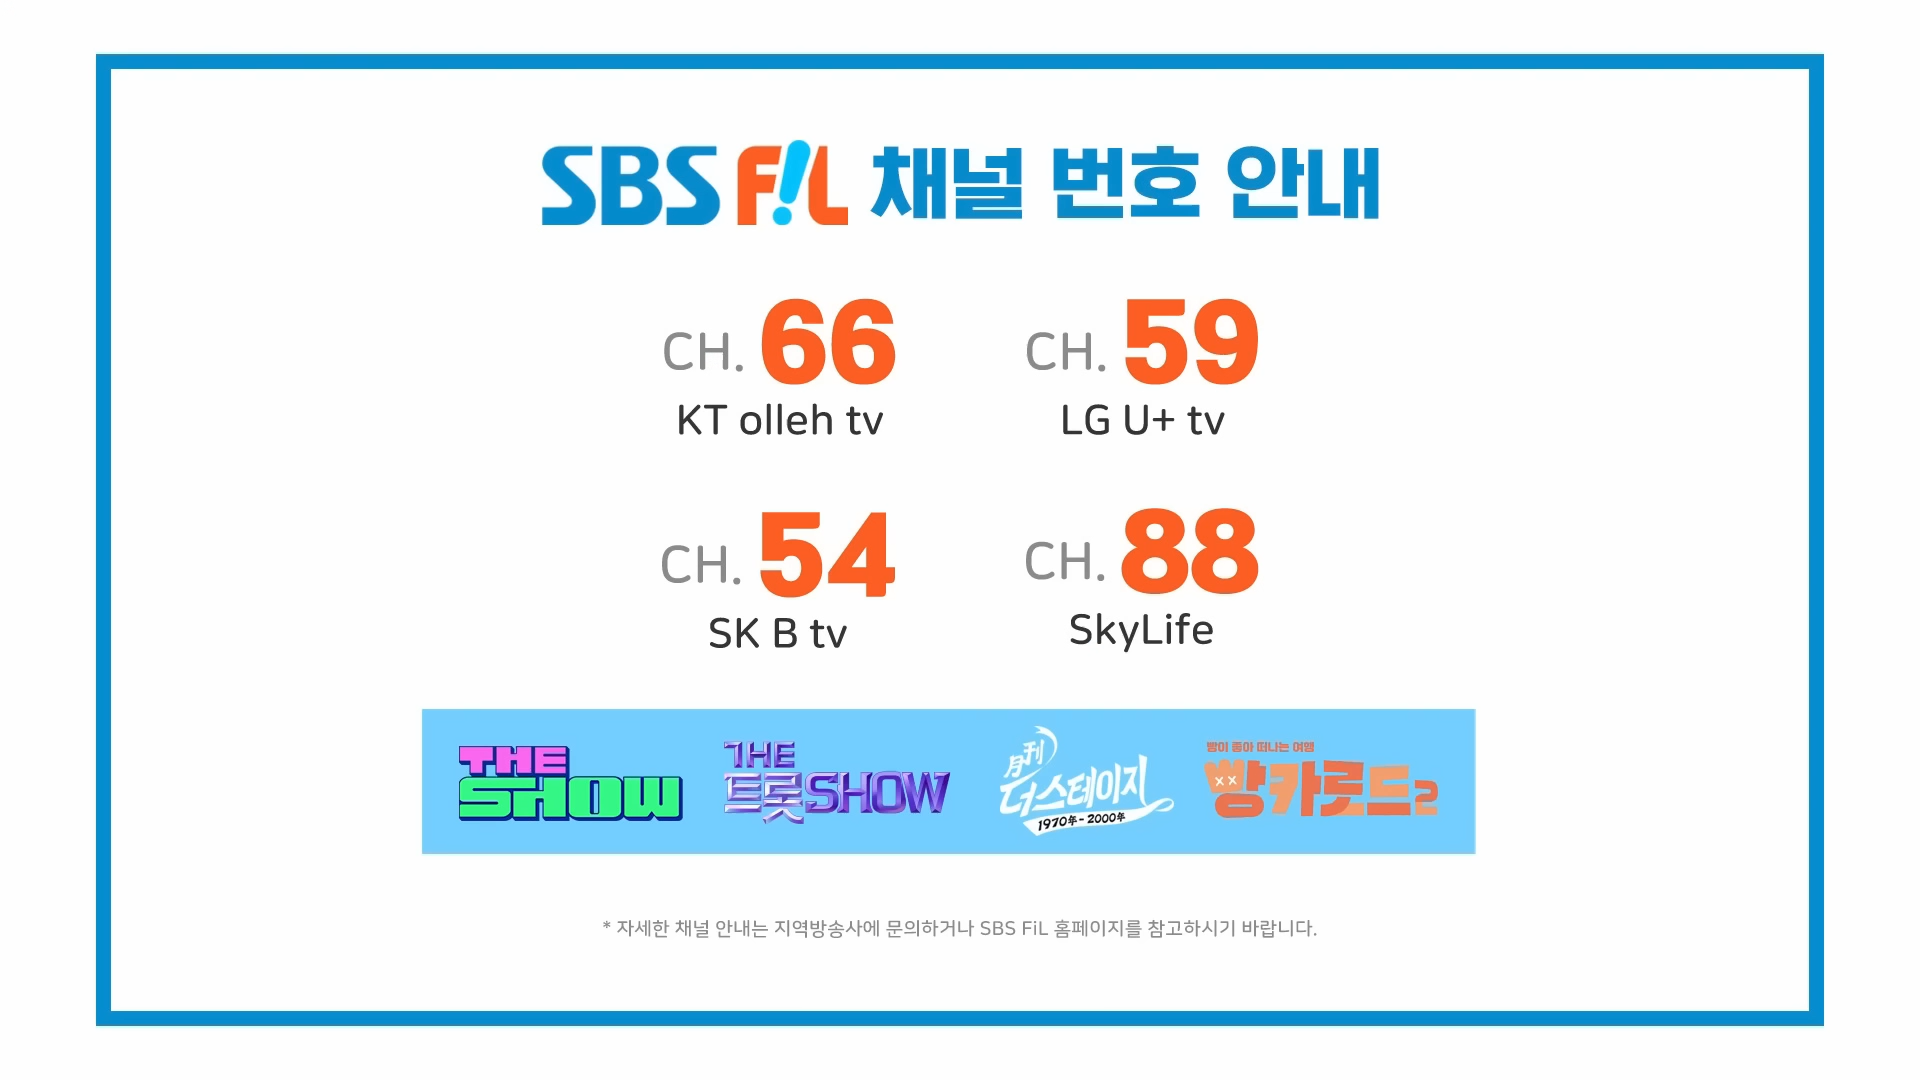 SBS F!L 채널 번호 안내
CH. 66
KT olleh tv
CH. 59
LG U+ tv
CH. 54
SK B tv
CH. 88
SkyLife
THE
SHOW
THE
트롯SHOW
月刊
더스테이지
1970年-2000年
빵이 좋아 떠나는 여행
빵카로드2
* 자세한 채널 안내는 지역방송사에 문의하거나 SBS FiL 홈페이지를 참고하시기 바랍니다.